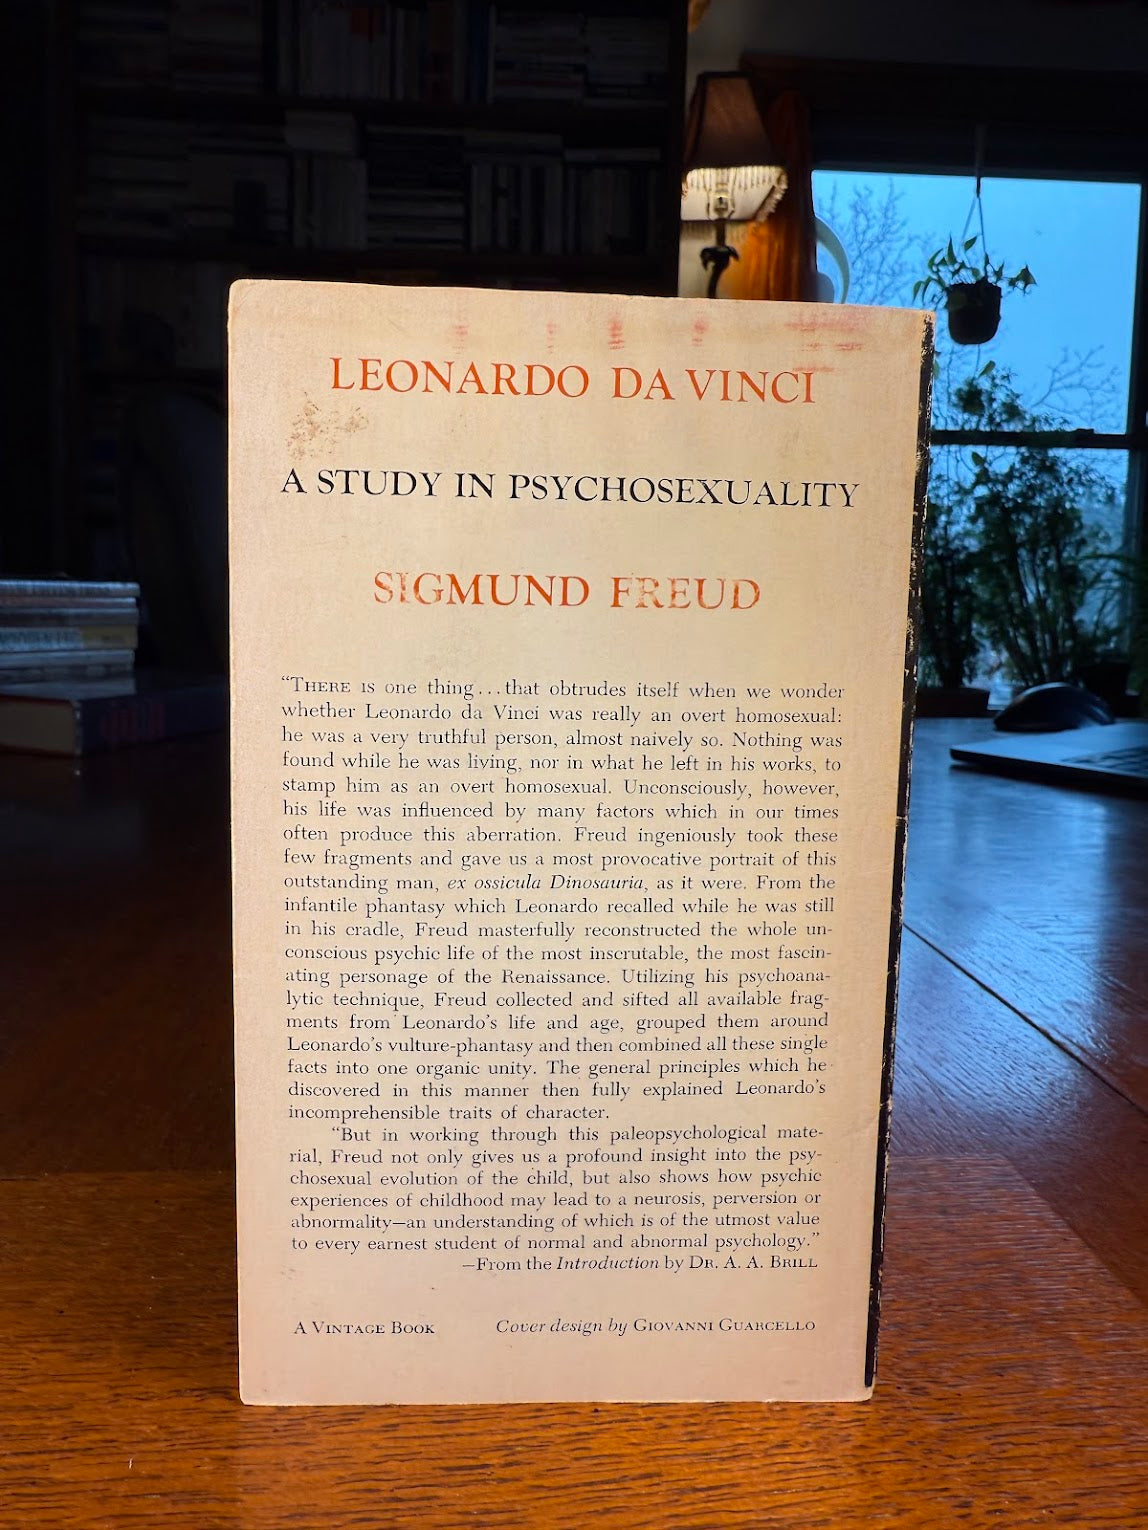 LEONARDO DA VINCI
A STUDY IN PSYCHOSEXUALITY
SIGMUND FREUD
“THERE IS one thing...that obtrudes itself when we wonder
whether Leonardo da Vinci was really an overt homosexual:
he was a very truthful person, almost naively so. Nothing was
found while he was living, nor in what he left in his works, to
stamp him as an overt homosexual. Unconsciously, however,
his life was influenced by many factors which in our times
often produce this aberration. Freud ingeniously took these
few fragments and gave us a most provocative portrait of this
outstanding man, ex ossicula Dinosauria, as it were. From the
infantile phantasy which Leonardo recalled while he was still
in his cradle, Freud masterfully reconstructed the whole un-
conscious psychic life of the most inscrutable, the most fascin-
ating personage of the Renaissance. Utilizing his psychoana-
lytic technique, Freud collected and sifted all available frag-
ments from Leonardo’s life and age, grouped them around
Leonardo’s vulture-phantasy and then combined all these single
facts into one organic unity. The general principles which he
discovered in this manner then fully explained Leonardo’s
incomprehensible traits of character.
“But in working through this paleopsychological mate-
rial, Freud not only gives us a profound insight into the psy-
chosexual evolution of the child, but also shows how psychic
experiences of childhood may lead to a neurosis, perversion or
abnormality—an understanding of which is of the utmost value
to every earnest student of normal and abnormal psychology.”
—From the Introduction by DR. A. A. BRILL
A VINTAGE BOOK
Cover design by GIOVANNI GUARCELLO